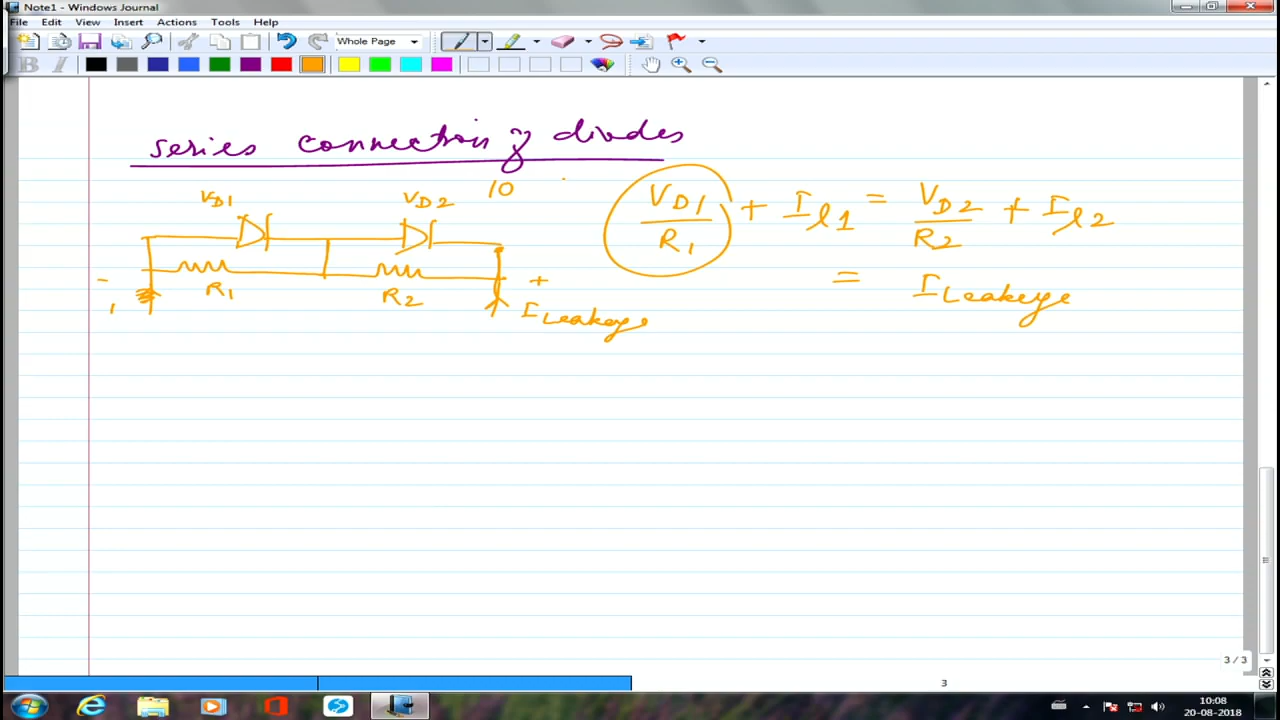 Note1 - Windows Journal
File Edit View Insert Actions Tools Help
Whole Page
B I
series connection of diodes
VD1 VD2 10
VD1/R1 + Il1 = VD2/R2 + Il2
= ILeakage
R1 R2
- +
ILeakage
3/3
3
10:08
20-08-2018